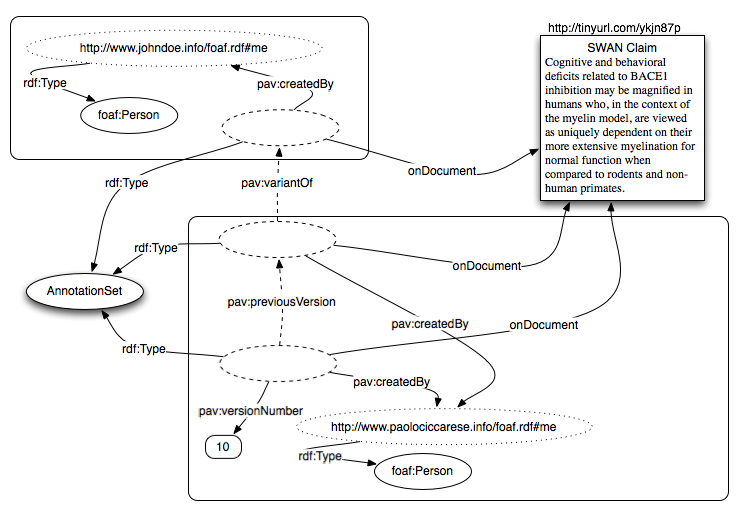 http://tinyurl.com/ykjn87p
http://www.johndoe.info/foaf.rdf#me
rdf:Type
pav:createdBy
foaf:Person
SWAN Claim
Cognitive and behavioral
deficits related to BACE1
inhibition may be magnified in
humans who, in the context of
the myelin model, are viewed
as uniquely dependent on their
more extensive myelination for
normal function when
compared to rodents and non-
human primates.
onDocument
rdf:Type
pav:variantOf
rdf:Type
onDocument
AnnotationSet
pav:previousVersion
pav:createdBy
onDocument
rdf:Type
pav:createdBy
pav:versionNumber
http://www.paolociccarese.info/foaf.rdf#me
10
rdf:Type
foaf:Person